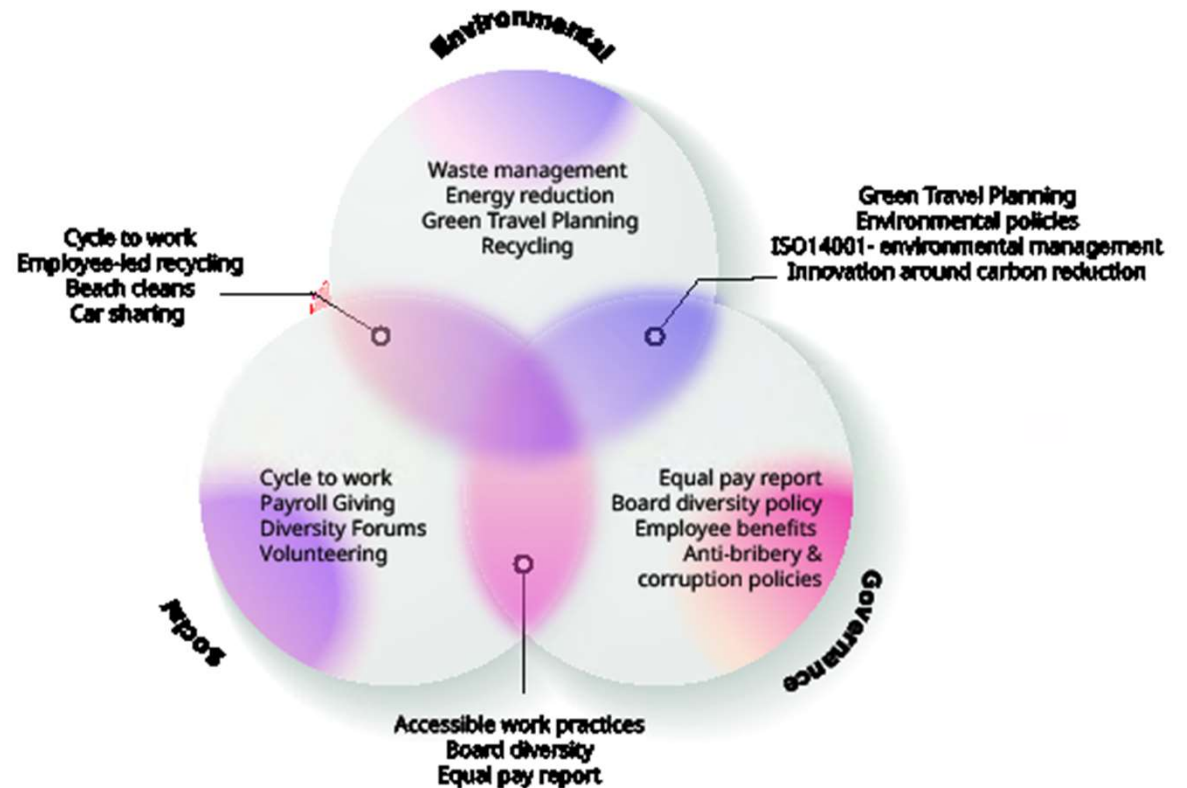 Environmental
Waste management
Energy reduction
Green Travel Planning
Recycling
Green Travel Planning
Environmental policies
ISO14001- environmental management
Innovation around carbon reduction
Cycle to work
Employee-led recycling
Beach cleans
Car sharing
Cycle to work
Payroll Giving
Diversity Forums
Volunteering
Equal pay report
Board diversity policy
Employee benefits
Anti-bribery &
corruption policies
Social
Governance
Accessible work practices
Board diversity
Equal pay report